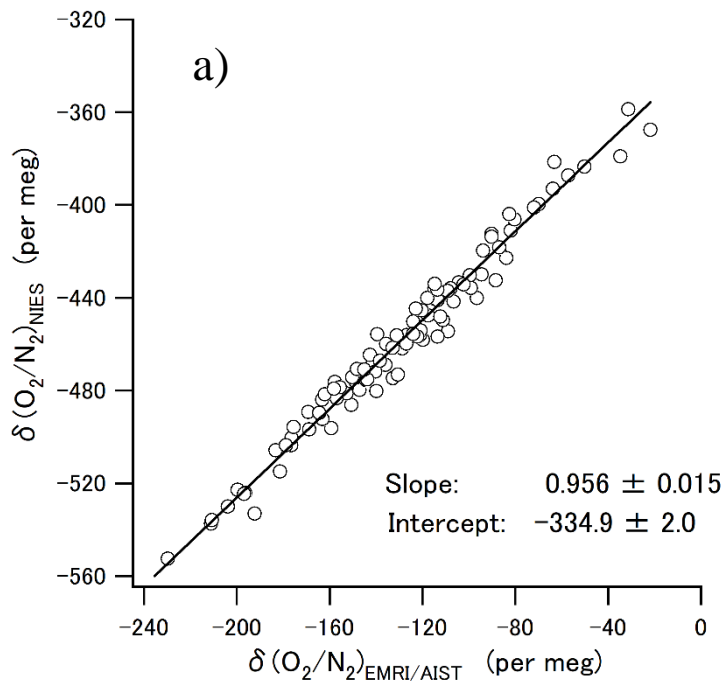 a)
-320
-360
-400
-440
-480
-520
-560
δ(O₂/N₂)NIES (per meg)
Slope: 0.956 ± 0.015
Intercept: -334.9 ± 2.0
-240 -200 -160 -120 -80 -40 0
δ(O₂/N₂)EMRI/AIST (per meg)